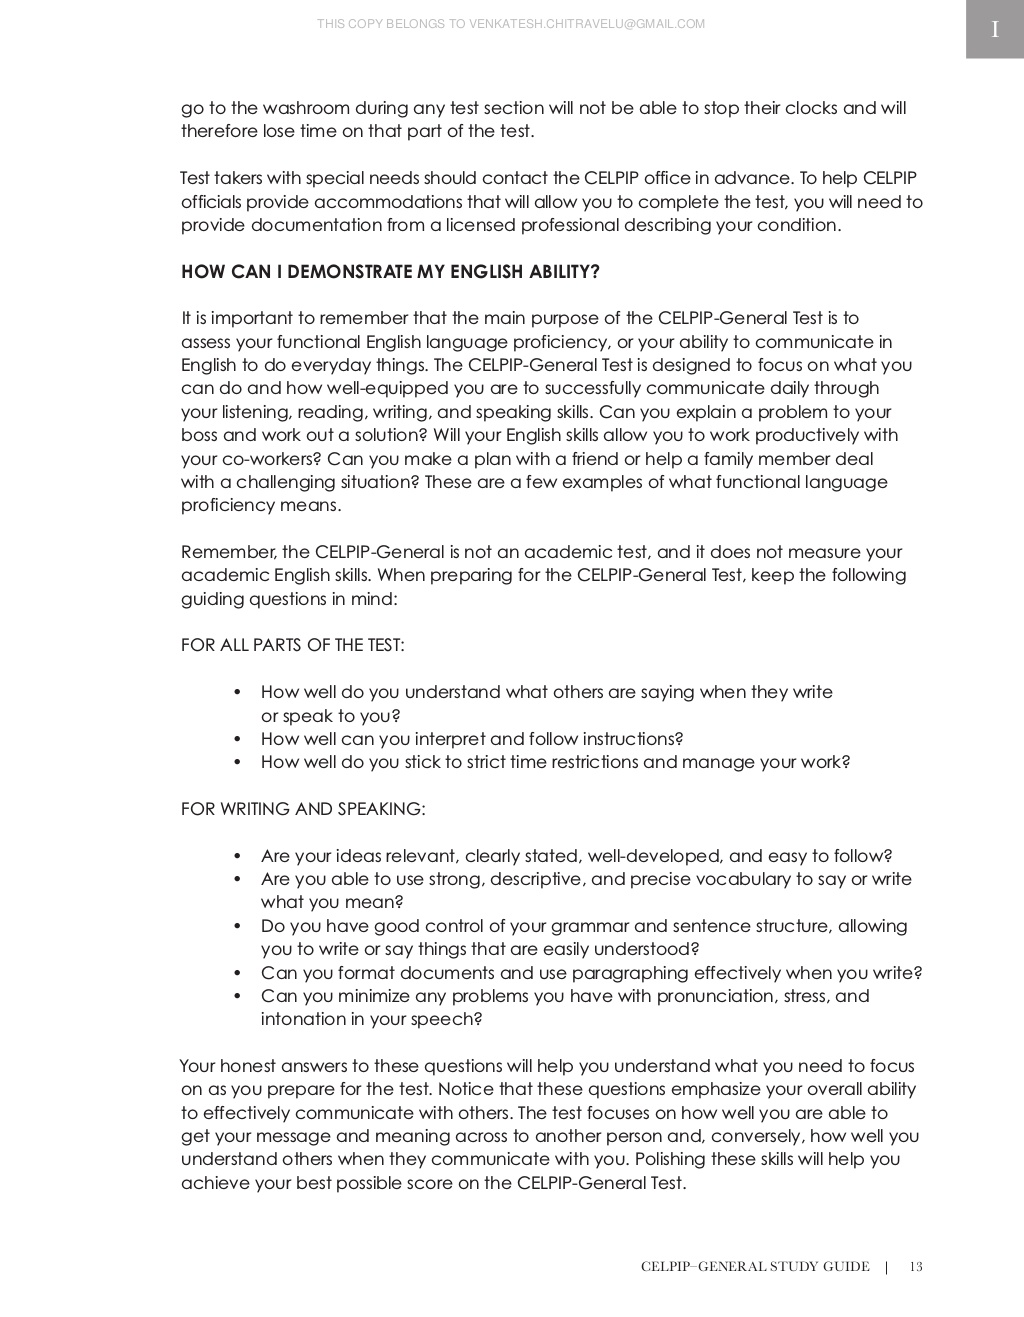 THIS COPY BELONGS TO VENKATESH.CHITRAVELU@GMAIL.COM
I
go to the washroom during any test section will not be able to stop their clocks and will
therefore lose time on that part of the test.
Test takers with special needs should contact the CELPIP office in advance. To help CELPIP
officials provide accommodations that will allow you to complete the test, you will need to
provide documentation from a licensed professional describing your condition.
HOW CAN I DEMONSTRATE MY ENGLISH ABILITY?
It is important to remember that the main purpose of the CELPIP-General Test is to
assess your functional English language proficiency, or your ability to communicate in
English to do everyday things. The CELPIP-General Test is designed to focus on what you
can do and how well-equipped you are to successfully communicate daily through
your listening, reading, writing, and speaking skills. Can you explain a problem to your
boss and work out a solution? Will your English skills allow you to work productively with
your co-workers? Can you make a plan with a friend or help a family member deal
with a challenging situation? These are a few examples of what functional language
proficiency means.
Remember, the CELPIP-General is not an academic test, and it does not measure your
academic English skills. When preparing for the CELPIP-General Test, keep the following
guiding questions in mind:
FOR ALL PARTS OF THE TEST:
• How well do you understand what others are saying when they write
or speak to you?
• How well can you interpret and follow instructions?
• How well do you stick to strict time restrictions and manage your work?
FOR WRITING AND SPEAKING:
• Are your ideas relevant, clearly stated, well-developed, and easy to follow?
• Are you able to use strong, descriptive, and precise vocabulary to say or write
what you mean?
• Do you have good control of your grammar and sentence structure, allowing
you to write or say things that are easily understood?
• Can you format documents and use paragraphing effectively when you write?
• Can you minimize any problems you have with pronunciation, stress, and
intonation in your speech?
Your honest answers to these questions will help you understand what you need to focus
on as you prepare for the test. Notice that these questions emphasize your overall ability
to effectively communicate with others. The test focuses on how well you are able to
get your message and meaning across to another person and, conversely, how well you
understand others when they communicate with you. Polishing these skills will help you
achieve your best possible score on the CELPIP-General Test.
CELPIP–GENERAL STUDY GUIDE | 13